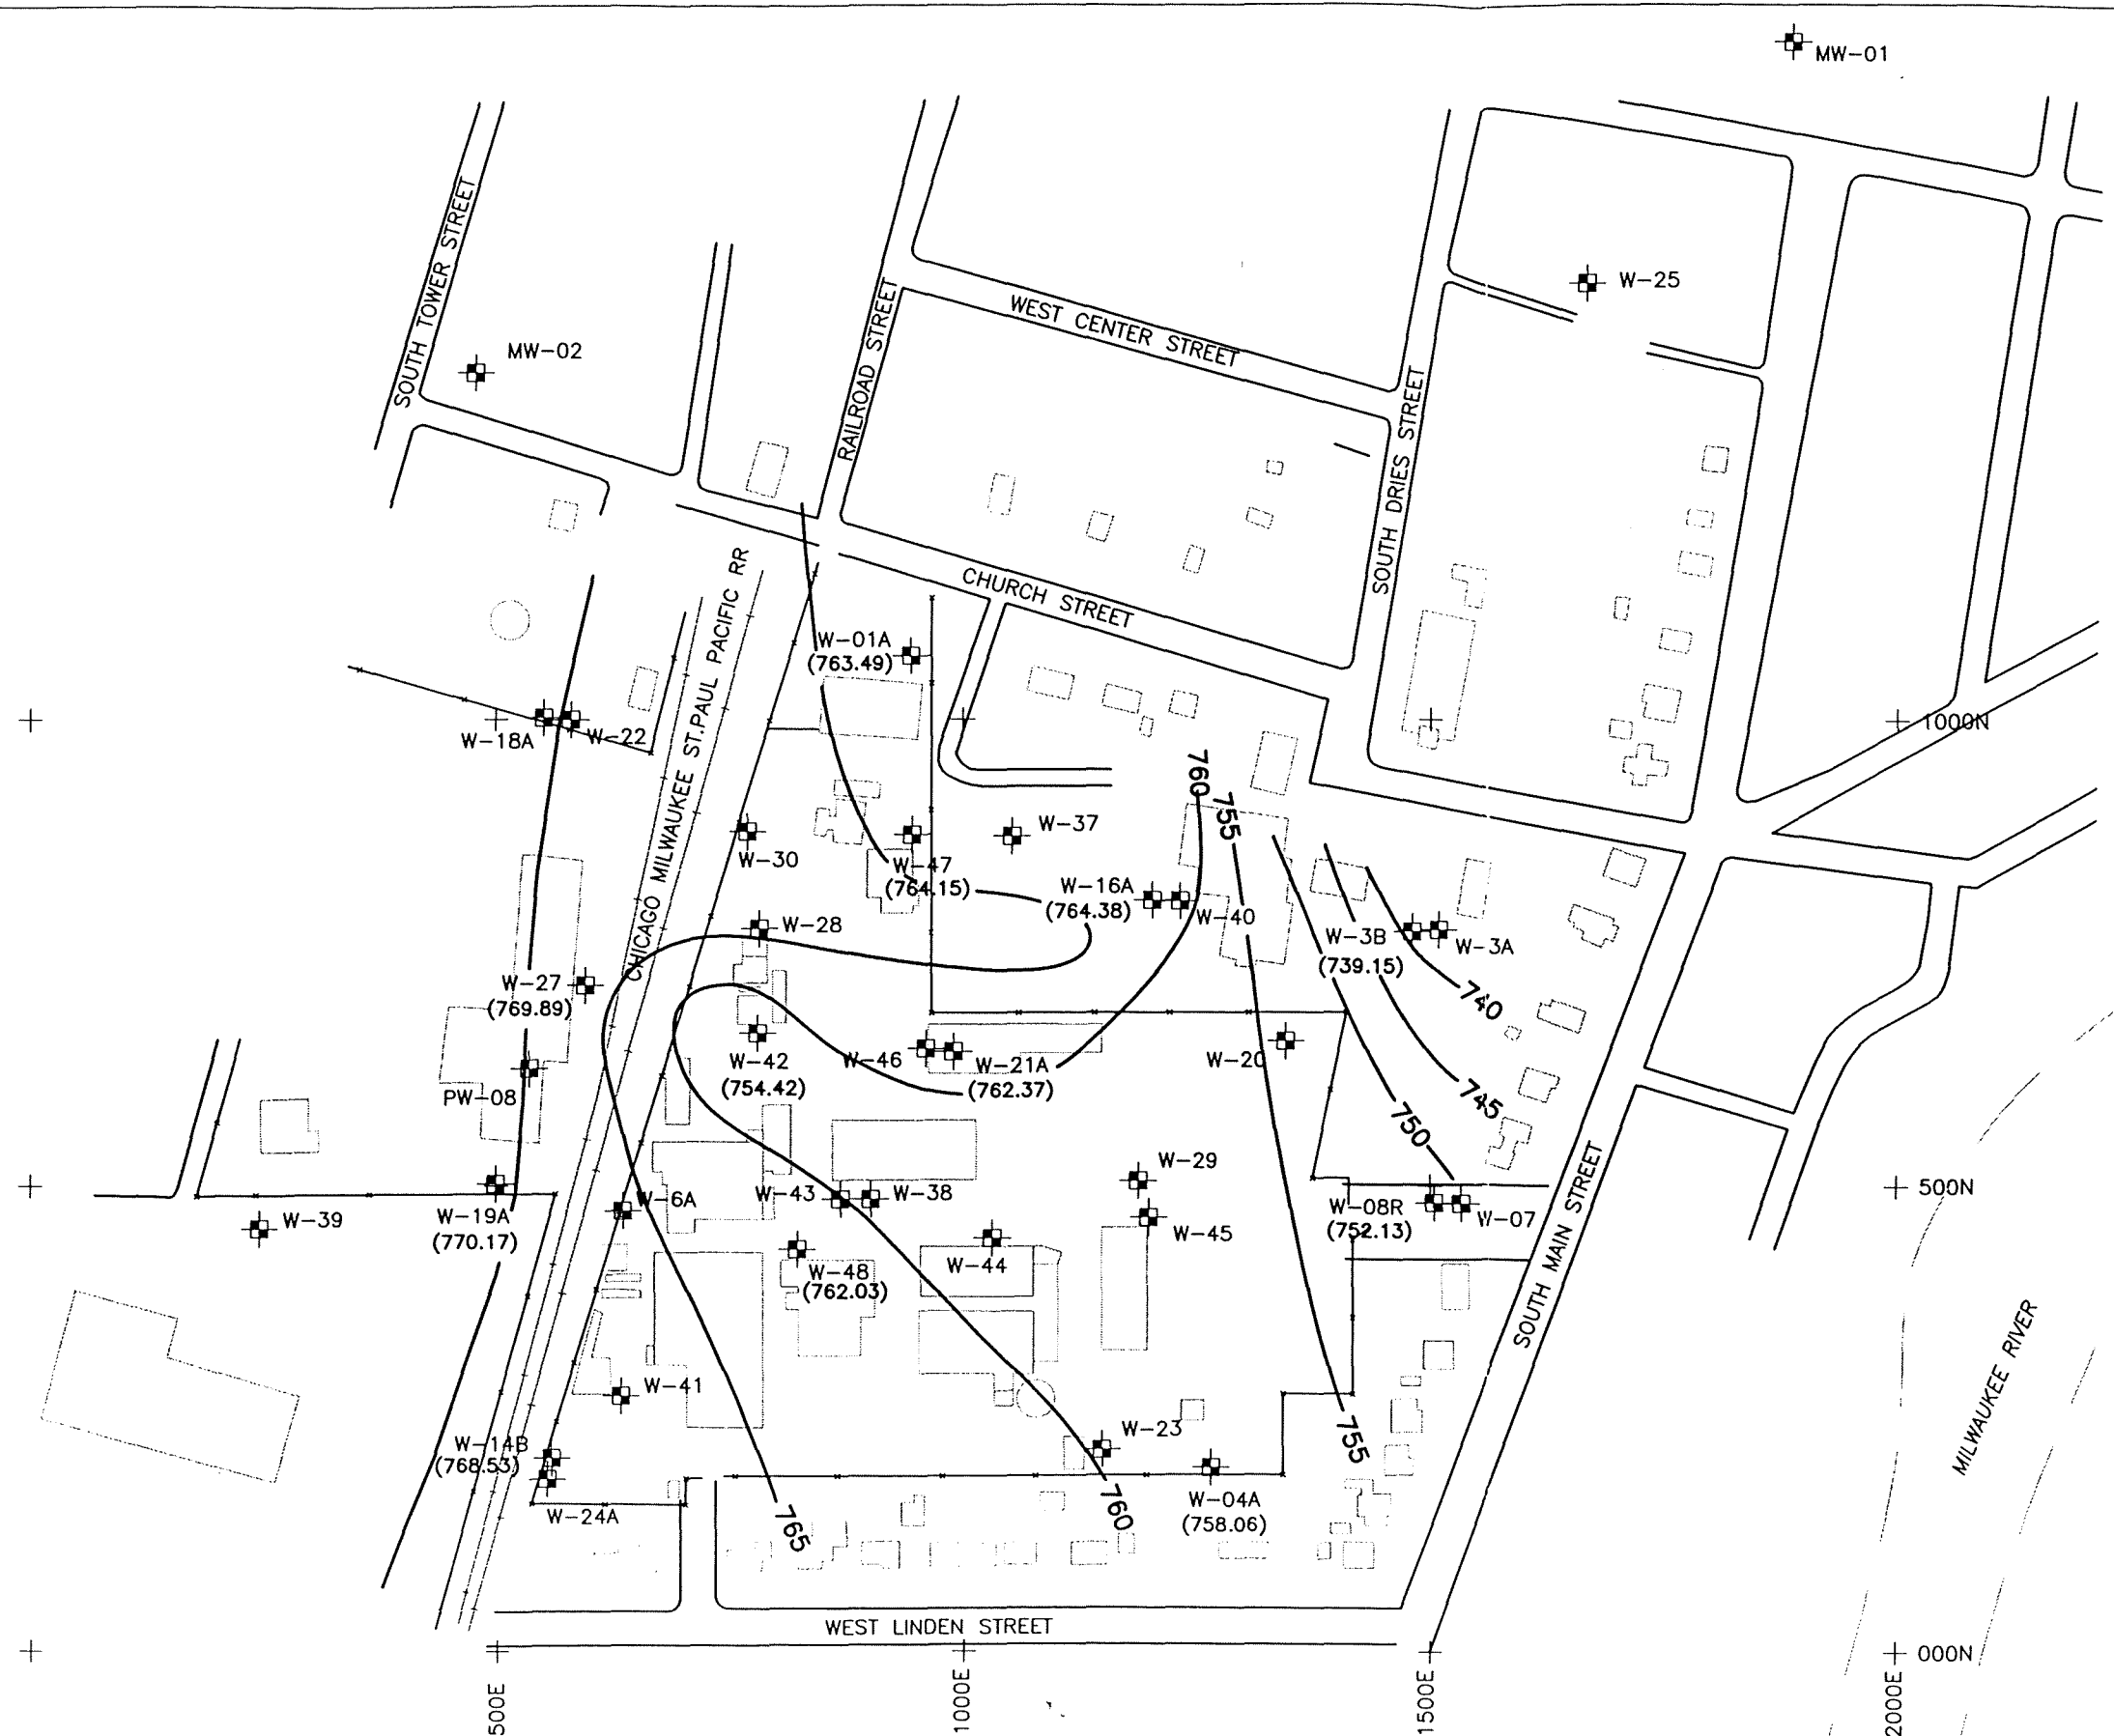 MW-01
W-25
SOUTH TOWER STREET
MW-02
RAILROAD STREET
WEST CENTER STREET
SOUTH DRIES STREET
CHICAGO MILWAUKEE ST.PAUL PACIFIC RR
CHURCH STREET
W-01A
(763.49)
W-18A
W-22
1000N
760
755
W-30
W-47
(764.15)
W-37
W-16A
(764.38)
W-40
W-28
W-3B
(739.15)
W-3A
740
W-27
(769.89)
W-42
(754.42)
W-46
W-21A
(762.37)
W-20
745
750
PW-08
W-39
W-19A
(770.17)
W-6A
W-43
W-38
W-29
W-45
W-08R
(752.13)
W-07
500N
W-48
(762.03)
W-44
SOUTH MAIN STREET
MILWAUKEE RIVER
W-41
W-14B
(768.53)
W-24A
W-23
755
765
760
W-04A
(758.06)
WEST LINDEN STREET
000N
500E
1000E
1500E
2000E